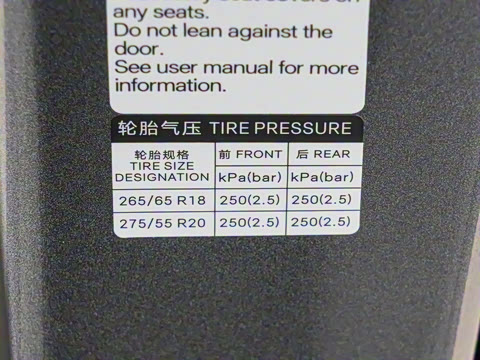 any seats.
Do not lean against the
door.
See user manual for more
information.
轮胎气压 TIRE PRESSURE
轮胎规格
TIRE SIZE
DESIGNATION
前 FRONT
后 REAR
kPa(bar)
kPa(bar)
265/65 R18 250(2.5) 250(2.5)
275/55 R20 250(2.5) 250(2.5)